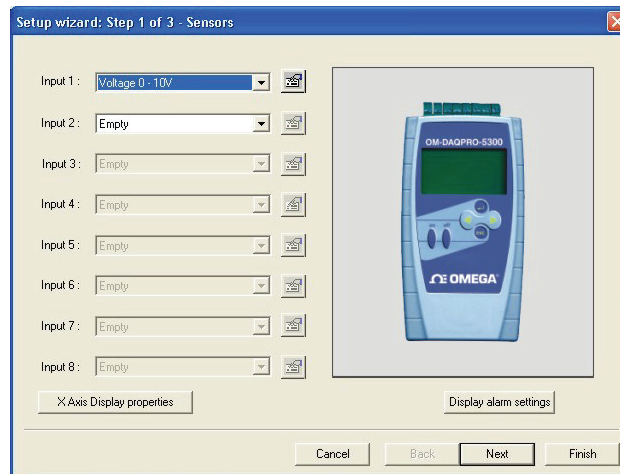 Setup wizard: Step 1 of 3 - Sensors
Input 1 : Voltage 0 - 10V
Input 2 : Empty
Input 3 : Empty
Input 4 : Empty
Input 5 : Empty
Input 6 : Empty
Input 7 : Empty
Input 8 : Empty
OM-DAQPRO-5300
OMEGA
X Axis Display properties
Display alarm settings
Cancel
Back
Next
Finish